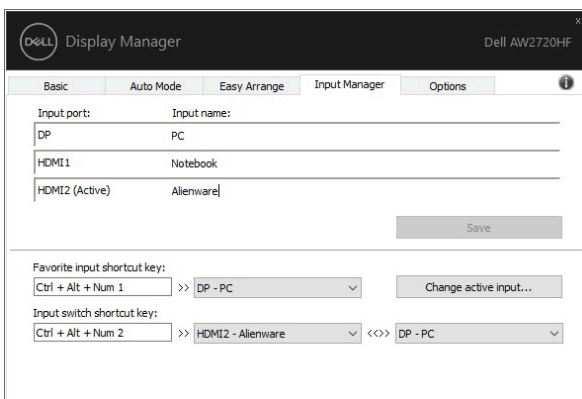 DELL Display Manager Dell AW2720HF x
Basic Auto Mode Easy Arrange Input Manager Options i
Input port: Input name:
DP PC
HDMI1 Notebook
HDMI2 (Active) Alienware
Save
Favorite input shortcut key:
Ctrl + Alt + Num 1 >> DP - PC Change active input...
Input switch shortcut key:
Ctrl + Alt + Num 2 >> HDMI2 - Alienware <<>> DP - PC